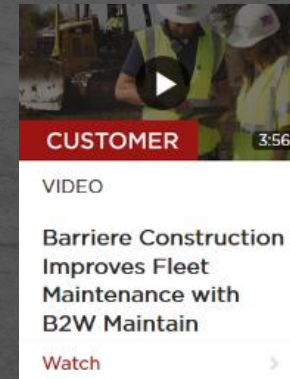 CUSTOMER
3:56
VIDEO
Barriere Construction
Improves Fleet
Maintenance with
B2W Maintain
Watch